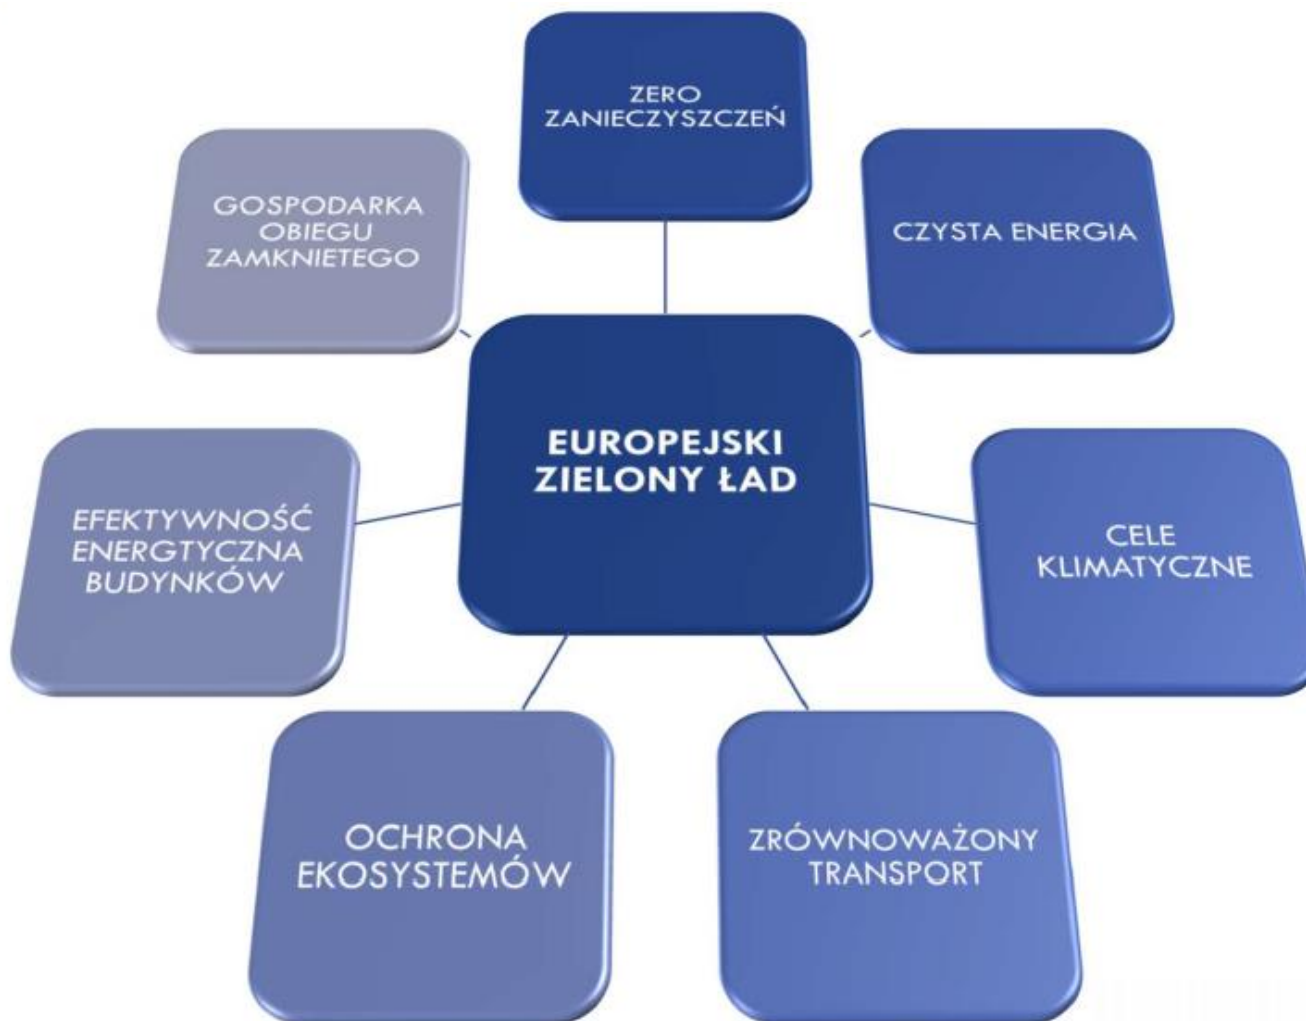 ZERO
ZANIECZYSZCZEŃ
GOSPODARKA
OBIEGU
ZAMKNIETEGO
CZYSTA ENERGIA
EUROPEJSKI
ZIELONY ŁAD
EFEKTYWNOŚĆ
ENERGTYCZNA
BUDYNKÓW
CELE
KLIMATYCZNE
OCHRONA
EKOSYSTEMÓW
ZRÓWNOWAŻONY
TRANSPORT